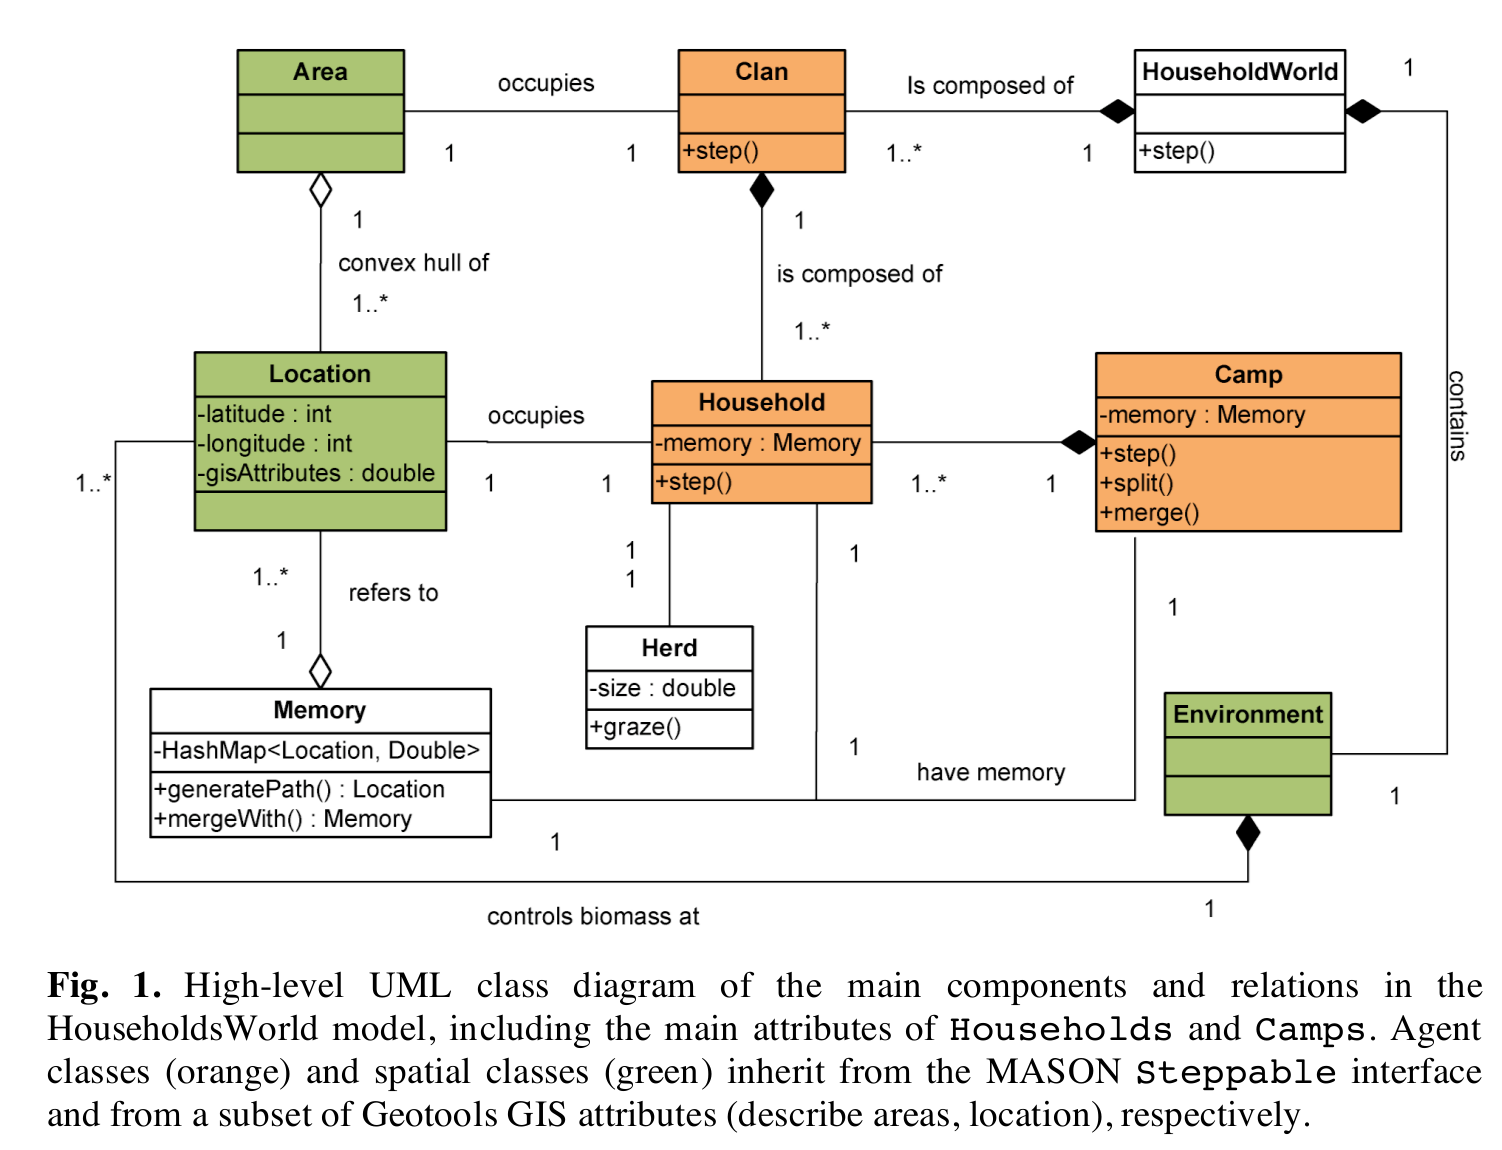 Area
occupies
1
1
Clan
+step()
Is composed of
1..*
1
HouseholdWorld
+step()
1
1
convex hull of
1..*
1
is composed of
1..*
contains
Location
-latitude : int
-longitude : int
-gisAttributes : double
occupies
1
1
Household
-memory : Memory
+step()
1..*
1
Camp
-memory : Memory
+step()
+split()
+merge()
1..*
1..*
refers to
1
1
1
1
1
Herd
-size : double
+graze()
Memory
-HashMap<Location, Double>
+generatePath() : Location
+mergeWith() : Memory
1
1
have memory
Environment
1
1
controls biomass at
Fig. 1. High-level UML class diagram of the main components and relations in the
HouseholdsWorld model, including the main attributes of Households and Camps. Agent
classes (orange) and spatial classes (green) inherit from the MASON Steppable interface
and from a subset of Geotools GIS attributes (describe areas, location), respectively.